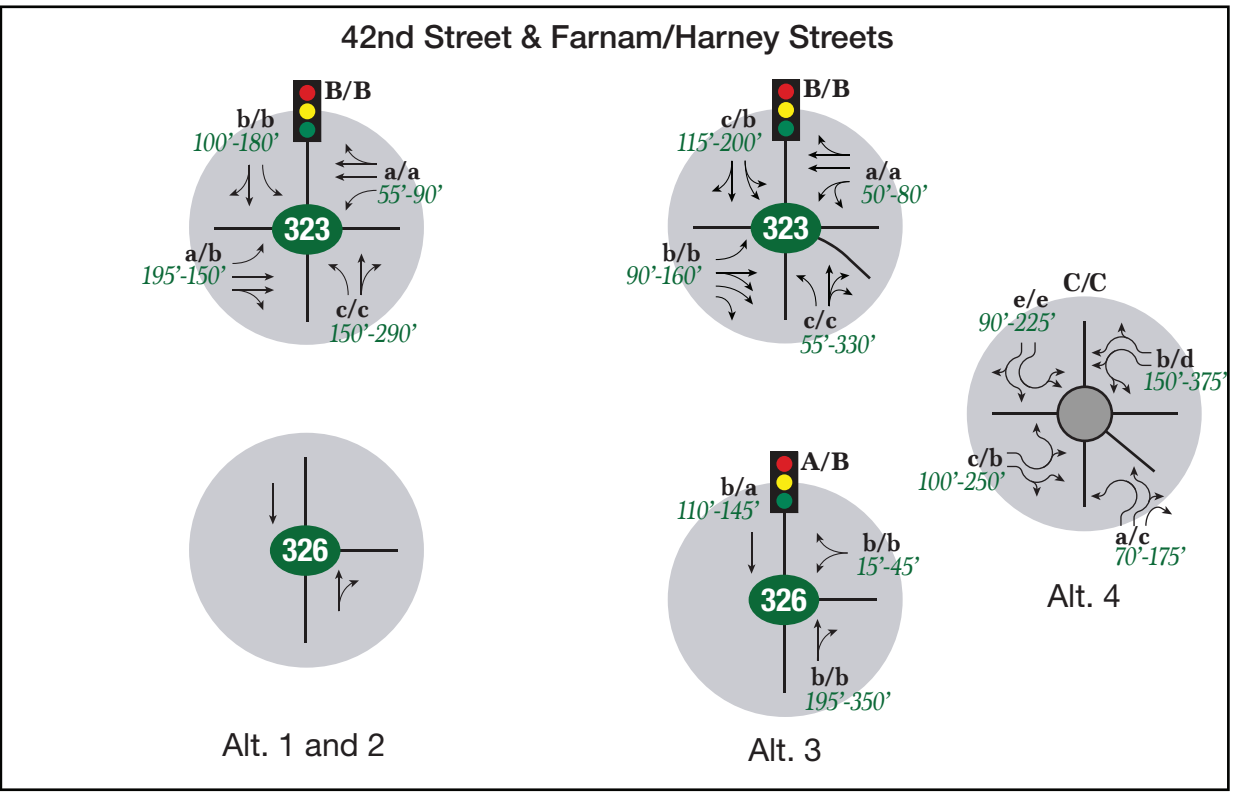 42nd Street & Farnam/Harney Streets
B/B
b/b
100’-180’
a/a
55’-90’
323
a/b
195’-150’
c/c
150’-290’
326
Alt. 1 and 2
B/B
c/b
115’-200’
a/a
50’-80’
323
b/b
90’-160’
c/c
55’-330’
A/B
b/a
110’-145’
b/b
15’-45’
326
b/b
195’-350’
Alt. 3
C/C
e/e
90’-225’
b/d
150’-375’
c/b
100’-250’
a/c
70’-175’
Alt. 4